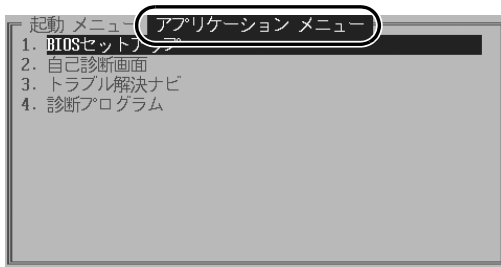 起動 メニュー アプリケーション メニュー
1. BIOSセットアップ
2. 自己診断画面
3. トラブル解決ナビ
4. 診断プログラム